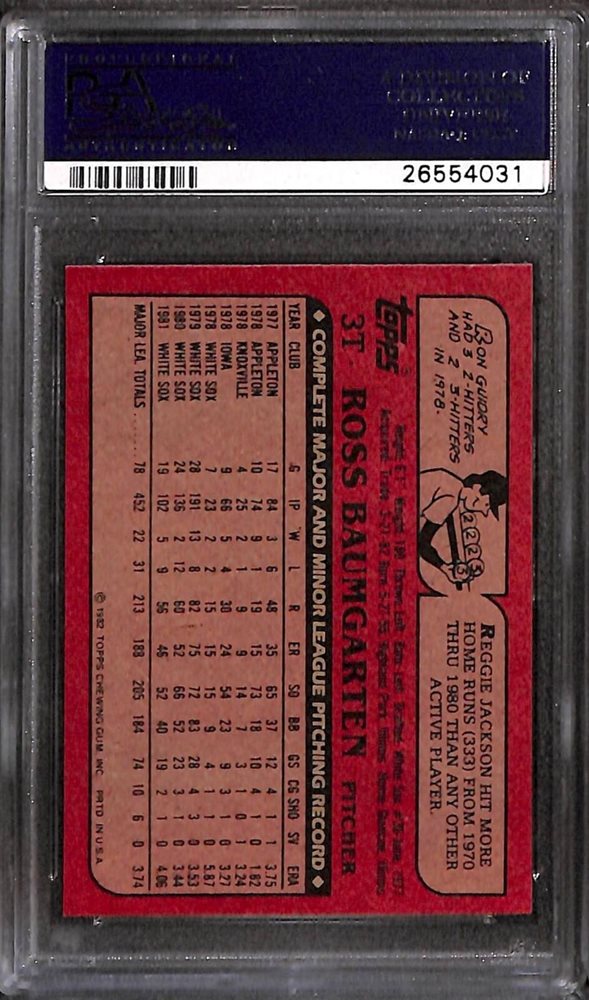 26554031
RON GUIDRY
HAD 3 2-HITTERS
AND 2 3-HITTERS
IN 1978.
REGGIE JACKSON HIT MORE
HOME RUNS (333) FROM 1970
THRU 1980 THAN ANY OTHER
ACTIVE PLAYER.
TOPPS
3T ROSS BAUMGARTEN PITCHER
◆ COMPLETE MAJOR AND MINOR LEAGUE PITCHING RECORD ◆
YEAR CLUB G IP W L R ER SO BB GS CG SHO SV ERA
1977 APPLETON 17 84 3 6 48 35 65 37 12 4 1 1 3.75
1978 APPLETON 10 74 9 1 19 15 73 18 10 4 1 1.82
1978 KNOXVILLE 4 25 2 1 9 9 14 7 3 1 0 3.24
1978 IOWA 9 66 5 4 30 24 54 23 9 3 1 3.27
1978 WHITE SOX 7 23 2 2 15 15 15 9 4 1 1 0 5.87
1979 WHITE SOX 28 191 13 8 82 75 72 83 28 4 3 0 3.53
1980 WHITE SOX 24 136 2 12 60 52 66 52 23 3 1 0 3.44
1981 WHITE SOX 19 102 5 9 56 46 52 40 19 2 1 0 4.06
MAJOR LEA. TOTALS 78 452 22 31 213 188 205 184 74 10 6 0 3.74
© 1982 TOPPS CHEWING GUM, INC. PRTD. IN U.S.A.